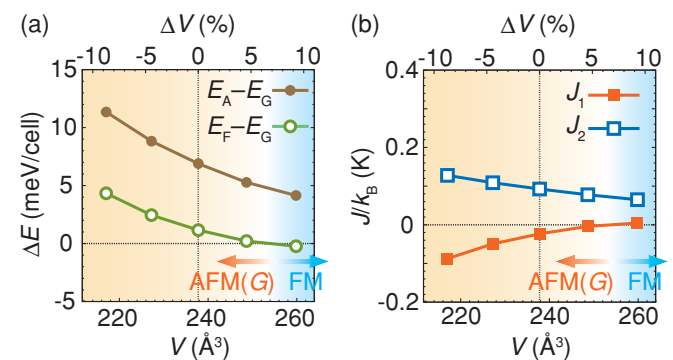 (a)
ΔV (%)
-10 -5 0 5 10
15
10
5
0
-5
ΔE (meV/cell)
E_A–E_G
E_F–E_G
AFM(G) FM
220 240 260
V (Å³)
(b)
ΔV (%)
-10 -5 0 5 10
0.4
0.2
0
-0.2
J/k_B (K)
J₁
J₂
AFM(G) FM
220 240 260
V (Å³)